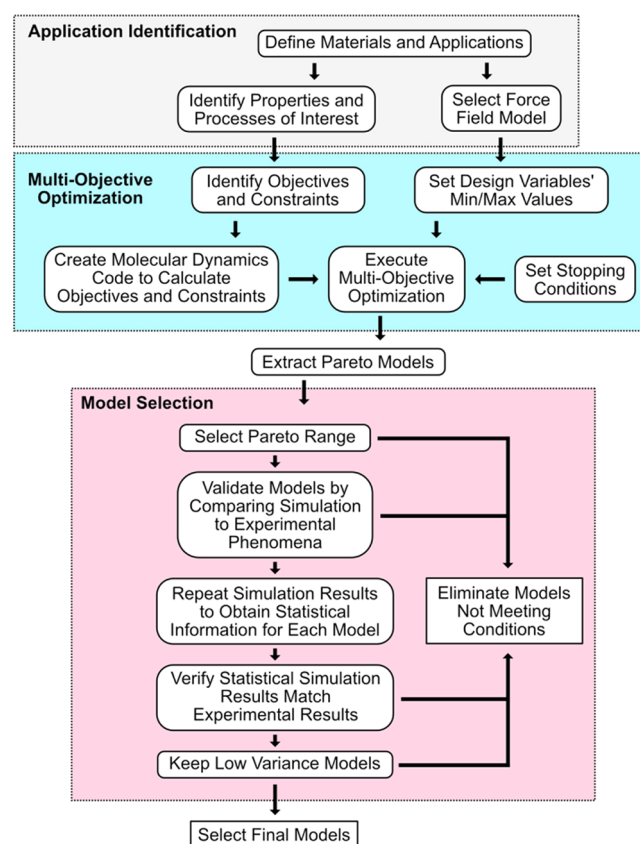 Application Identification
Define Materials and Applications
Identify Properties and
Processes of Interest
Select Force
Field Model
Multi-Objective
Optimization
Identify Objectives
and Constraints
Set Design Variables'
Min/Max Values
Create Molecular Dynamics
Code to Calculate
Objectives and Constraints
Execute
Multi-Objective
Optimization
Set Stopping
Conditions
Extract Pareto Models
Model Selection
Select Pareto Range
Validate Models by
Comparing Simulation
to Experimental
Phenomena
Repeat Simulation Results
to Obtain Statistical
Information for Each Model
Eliminate Models
Not Meeting
Conditions
Verify Statistical Simulation
Results Match
Experimental Results
Keep Low Variance Models
Select Final Models